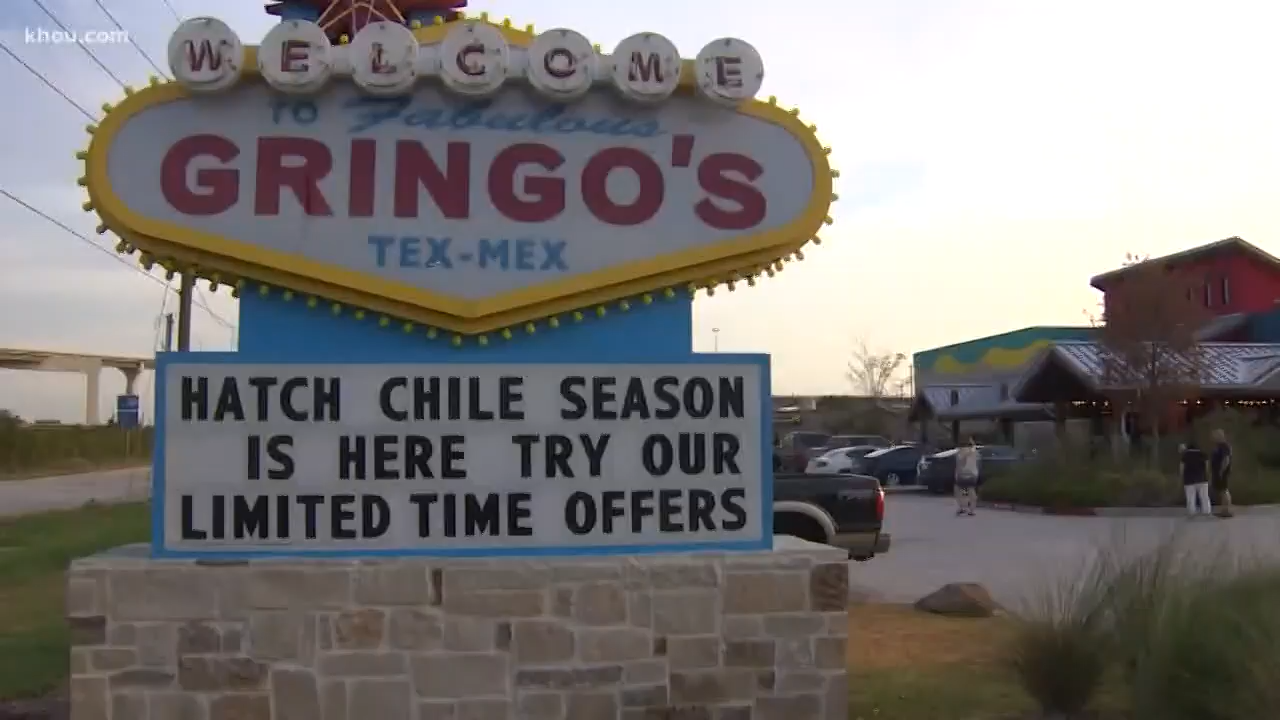 khou.com
WELCOME
TO Fabulous
GRINGO'S
TEX-MEX
HATCH CHILE SEASON
IS HERE TRY OUR
LIMITED TIME OFFERS